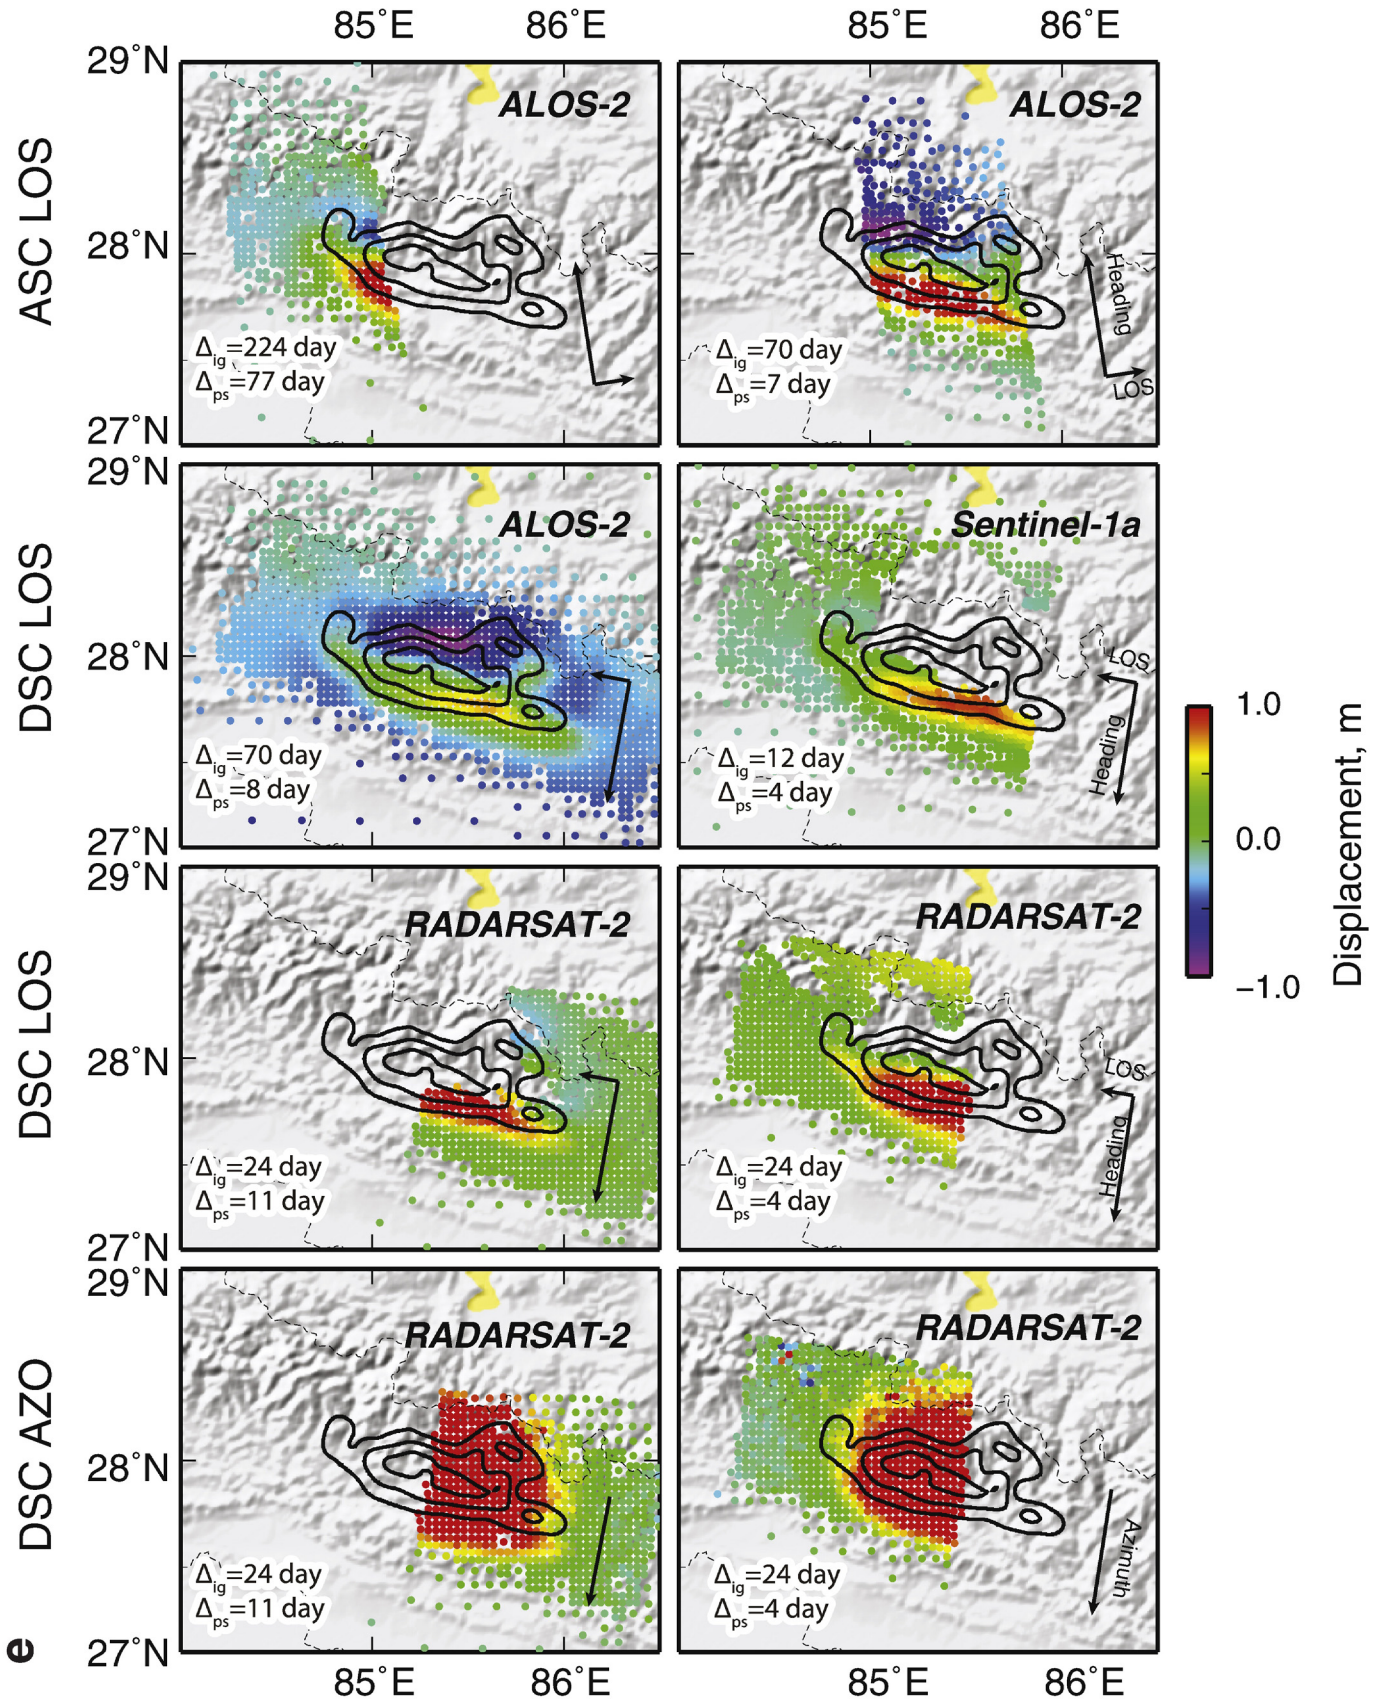 85˚E 86˚E 85˚E 86˚E
29˚N
ASC LOS
ALOS-2
ALOS-2
28˚N
Heading
LOS
Δig=224 day
Δps=77 day
Δig=70 day
Δps=7 day
27˚N
29˚N
DSC LOS
ALOS-2
Sentinel-1a
28˚N
LOS
Heading
Δig=70 day
Δps=8 day
Δig=12 day
Δps=4 day
27˚N
1.0
0.0
−1.0
Displacement, m
29˚N
DSC LOS
RADARSAT-2
RADARSAT-2
28˚N
LOS
Heading
Δig=24 day
Δps=11 day
Δig=24 day
Δps=4 day
27˚N
29˚N
DSC AZO
RADARSAT-2
RADARSAT-2
28˚N
Azimuth
Δig=24 day
Δps=11 day
Δig=24 day
Δps=4 day
e
27˚N
85˚E 86˚E 85˚E 86˚E